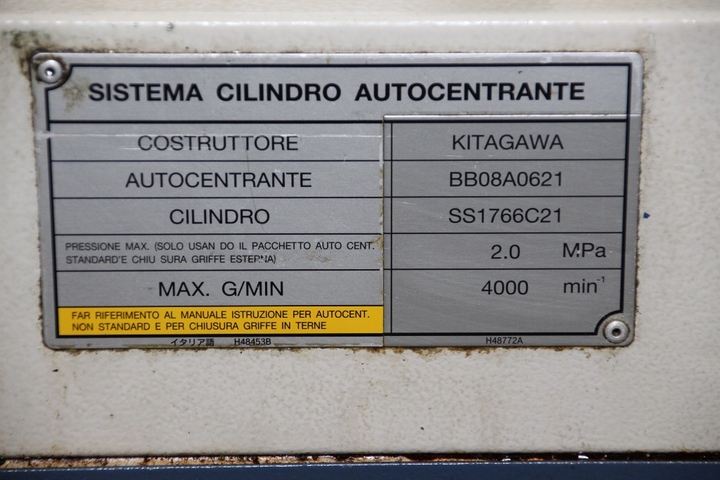 SISTEMA CILINDRO AUTOCENTRANTE
COSTRUTTORE KITAGAWA
AUTOCENTRANTE BB08A0621
CILINDRO SS1766C21
PRESSIONE MAX. (SOLO USAN DO IL PACCHETTO AUTO CENT.
STANDARD'E CHIU SURA GRIFFE ESTERNA) 2.0 MPa
MAX. G/MIN 4000 min⁻¹
FAR RIFERIMENTO AL MANUALE ISTRUZIONE PER AUTOCENT.
NON STANDARD E PER CHIUSURA GRIFFE IN TERNE
イタリア語 H48453B H48772A